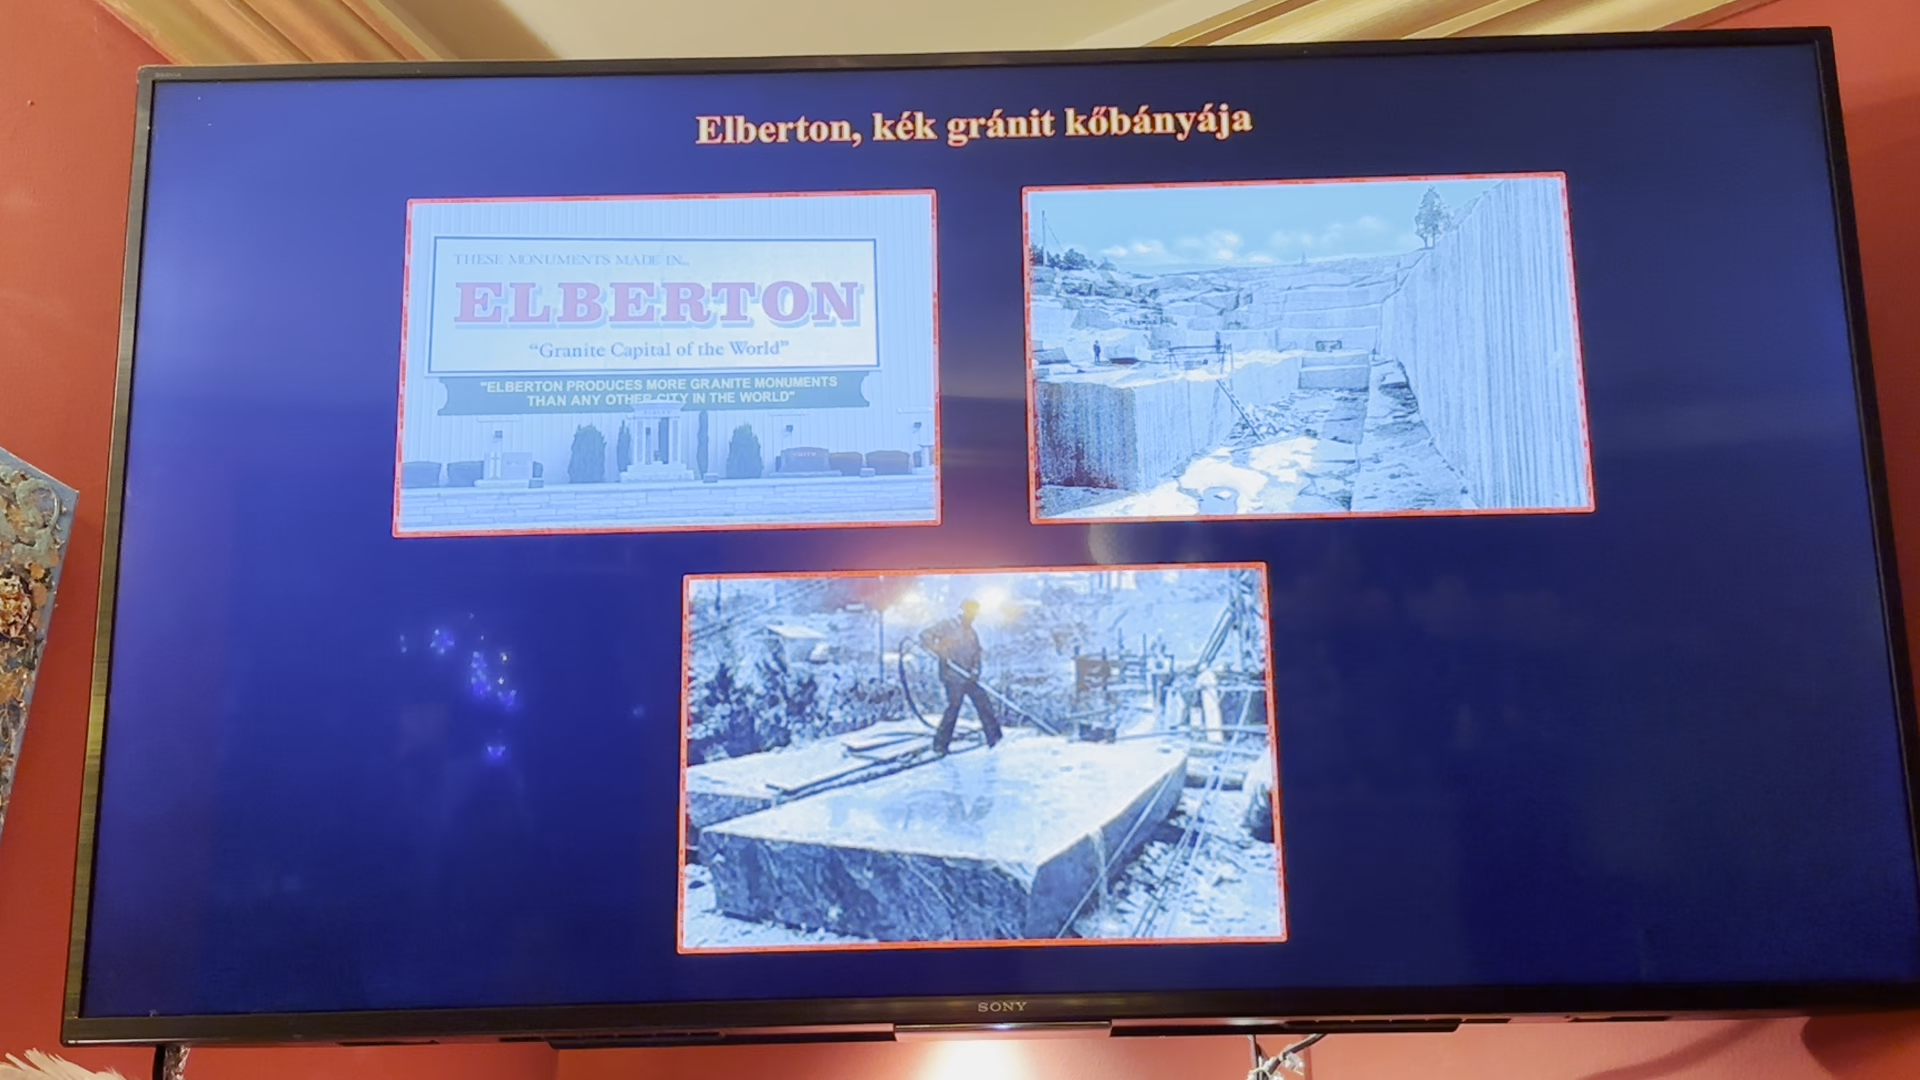 Elberton, kék gránit kőbányája
THESE MONUMENTS MADE IN...
ELBERTON
"Granite Capital of the World"
"ELBERTON PRODUCES MORE GRANITE MONUMENTS
THAN ANY OTHER CITY IN THE WORLD"
SONY